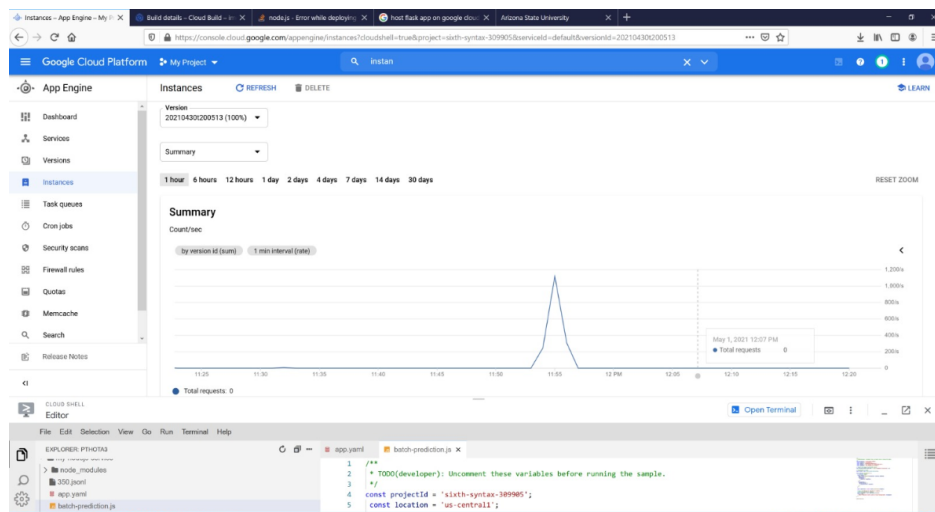 Instances – App Engine – My P
Build details – Cloud Build – in
node.js - Error while deploying
host flask app on google cloud
Arizona State University
https://console.cloud.google.com/appengine/instances?cloudshell=true&project=sixth-syntax-309905&serviceId=default&versionId=20210430t200513
Google Cloud Platform
My Project
instan
1
App Engine
Instances
REFRESH
DELETE
LEARN
Dashboard
Services
Versions
Instances
Task queues
Cron jobs
Security scans
Firewall rules
Quotas
Memcache
Search
Release Notes
Version
20210430t200513 (100%)
Summary
1 hour 6 hours 12 hours 1 day 2 days 4 days 7 days 14 days 30 days
RESET ZOOM
Summary
Count/sec
by version id (sum)
1 min interval (rate)
1,200/s
1,000/s
800/s
600/s
400/s
200/s
0
May 1, 2021 12:07 PM
Total requests 0
11:25 11:30 11:35 11:40 11:45 11:50 11:55 12 PM 12:05 12:10 12:15 12:20
Total requests: 0
CLOUD SHELL
Editor
Open Terminal
File Edit Selection View Go Run Terminal Help
EXPLORER: PTHOTA3
node_modules
350.jsonl
app.yaml
batch-prediction.js
app.yaml
batch-prediction.js
1 /**
2 * TODO(developer): Uncomment these variables before running the sample.
3 */
4 const projectId = 'sixth-syntax-309905';
5 const location = 'us-central1';